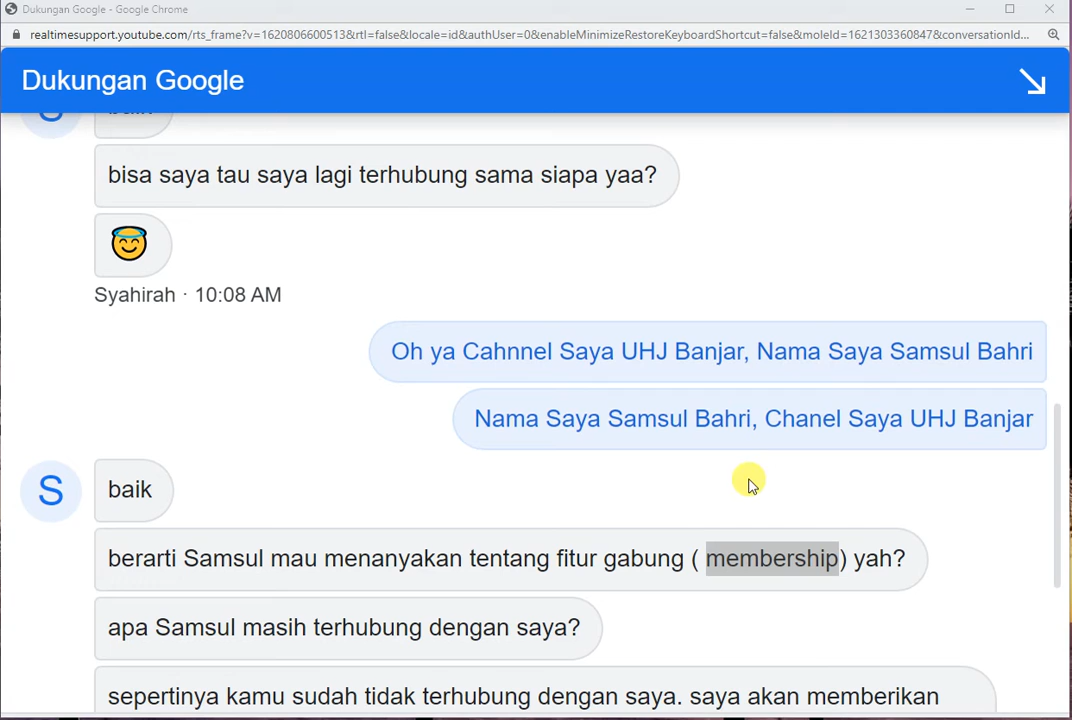 Dukungan Google - Google Chrome
realtimesupport.youtube.com/rts_frame?v=1620806600513&rtl=false&locale=id&authUser=0&enableMinimizeRestoreKeyboardShortcut=false&moleId=1621303360847&conversationId...
Dukungan Google
bisa saya tau saya lagi terhubung sama siapa yaa?
Syahirah · 10:08 AM
Oh ya Cahnnel Saya UHJ Banjar, Nama Saya Samsul Bahri
Nama Saya Samsul Bahri, Chanel Saya UHJ Banjar
S
baik
berarti Samsul mau menanyakan tentang fitur gabung ( membership) yah?
apa Samsul masih terhubung dengan saya?
sepertinya kamu sudah tidak terhubung dengan saya. saya akan memberikan